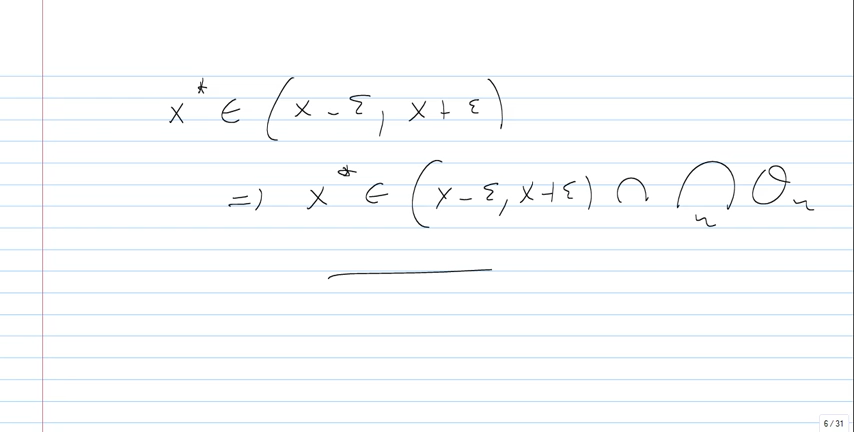 x* ∈ (x - ε, x + ε)
=> x* ∈ (x - ε, x + ε) ∩ ⋂ₙ Oₙ
6 / 31